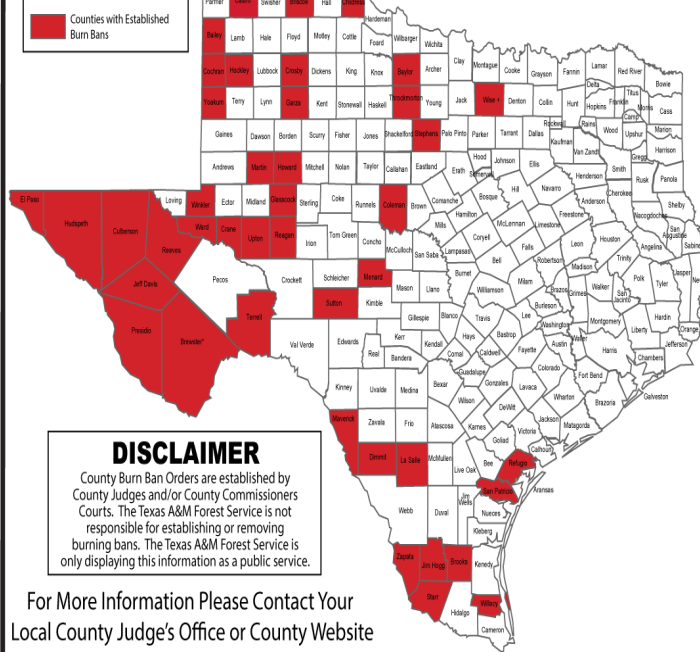 Parmer Castro Swisher Briscoe Hall Childress
Hardeman
Counties with Established
Burn Bans
Bailey Lamb Hale Floyd Motley Cottle Foard Wilbarger Wichita
Clay Montague Cooke Grayson Fannin Lamar Red River Bowie
Delta Titus
Cochran Hockley Lubbock Crosby Dickens King Knox Baylor Archer
Yoakum Terry Lynn Garza Kent Stonewall Haskell Throckmorton Young Jack Wise + Denton Collin Hunt Hopkins Franklin Morris Cass
Camp
Rockwall Rains Wood Upshur Marion
Gaines Dawson Borden Scurry Fisher Jones Shackelford Stephens Palo Pinto Parker Tarrant Dallas Kaufman Van Zandt Harrison
Gregg
Andrews Martin Howard Mitchell Nolan Taylor Callahan Eastland Erath Hood Johnson Ellis Henderson Smith Rusk Panola
Somervell
El Paso Hudspeth Culberson Reeves Loving Winkler Ector Midland Glasscock Sterling Coke Runnels Coleman Brown Comanche Bosque Hill Navarro Anderson Cherokee Shelby
Hamilton Freestone Nacogdoches
San
Augustine
Ward Crane Upton Reagan Irion Tom Green Concho McCulloch Mills Coryell McLennan Limestone Leon Houston Angelina Sabine
San Saba Lampasas Bell Falls Robertson Madison Trinity
Jeff Davis Pecos Crockett Schleicher Menard Mason Llano Burnet Williamson Milam Brazos Grimes Walker San
Jacinto Polk Tyler Jasper
Presidio Brewster* Terrell Val Verde Sutton Kimble Gillespie Blanco Travis Lee Burleson Washington Montgomery Liberty Hardin Orange
Edwards Real Kerr Bandera Kendall Comal Hays Caldwell Bastrop Fayette Austin Waller Harris Chambers Jefferson
Kinney Uvalde Medina Bexar Guadalupe Gonzales Lavaca Colorado Fort Bend Galveston
Wilson Wharton Brazoria
Maverick Zavala Frio Atascosa Karnes DeWitt Jackson Matagorda
Victoria
Goliad Calhoun
Dimmit La Salle McMullen Live Oak Bee Refugio
San Patricio Aransas
Webb Duval Jim
Wells Nueces
Kleberg
Zapata Jim Hogg Brooks Kenedy
Starr Hidalgo Willacy
Cameron
DISCLAIMER
County Burn Ban Orders are established by
County Judges and/or County Commissioners
Courts. The Texas A&M Forest Service is not
responsible for establishing or removing
burning bans. The Texas A&M Forest Service is
only displaying this information as a public service.
For More Information Please Contact Your
Local County Judge's Office or County Website